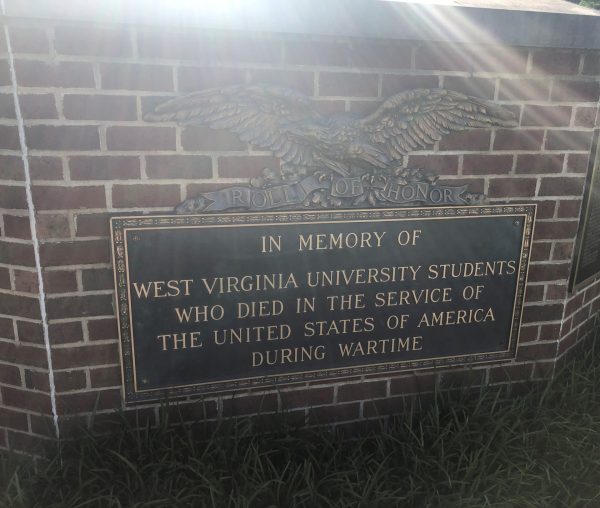 ROLL OF HONOR
IN MEMORY OF
WEST VIRGINIA UNIVERSITY STUDENTS
WHO DIED IN THE SERVICE OF
THE UNITED STATES OF AMERICA
DURING WARTIME